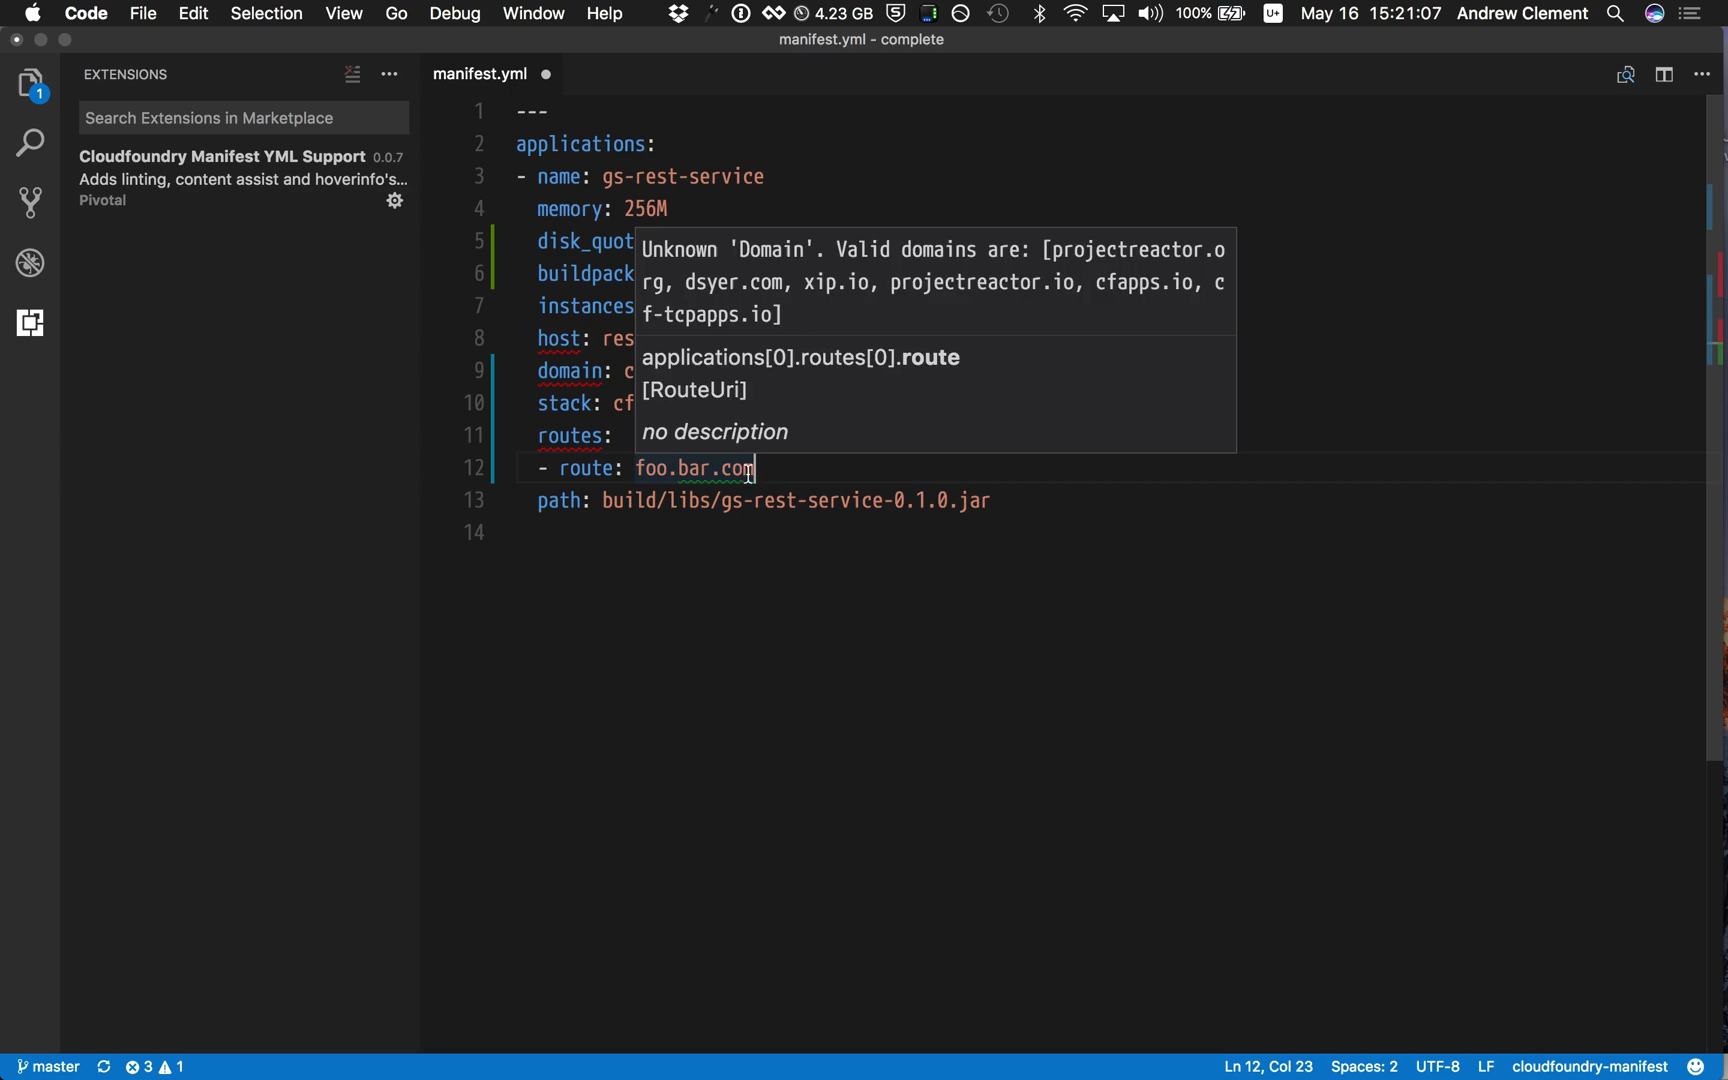 Code File Edit Selection View Go Debug Window Help 4.23 GB 100% U+ May 16 15:21:07 Andrew Clement
manifest.yml - complete
EXTENSIONS
Search Extensions in Marketplace
Cloudfoundry Manifest YML Support 0.0.7
Adds linting, content assist and hoverinfo's...
Pivotal
1
manifest.yml
1 ---
2 applications:
3 - name: gs-rest-service
4 memory: 256M
5 disk_quot
6 buildpack
7 instances
8 host: res
9 domain: c
10 stack: cf
11 routes:
12 - route: foo.bar.com
13 path: build/libs/gs-rest-service-0.1.0.jar
14
Unknown 'Domain'. Valid domains are: [projectreactor.o
rg, dsyer.com, xip.io, projectreactor.io, cfapps.io, c
f-tcpapps.io]
applications[0].routes[0].route
[RouteUri]
no description
master 3 1 Ln 12, Col 23 Spaces: 2 UTF-8 LF cloudfoundry-manifest